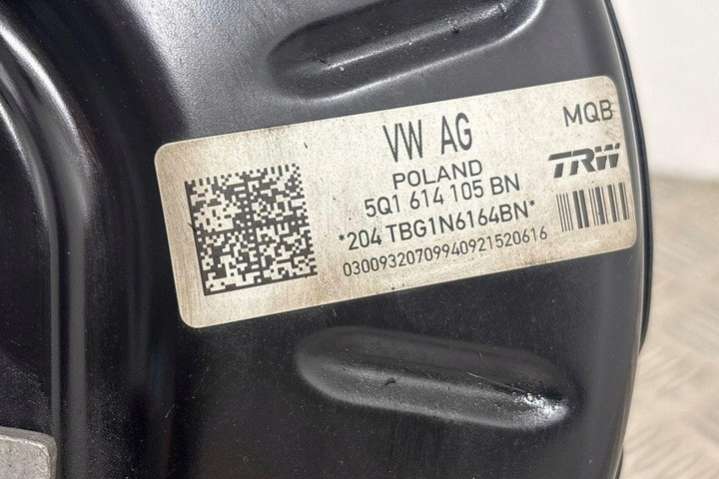 VW AG
MQB
POLAND
TRW
5Q1 614 105 BN
*204 TBG1N6164BN*
03009320709940921520616